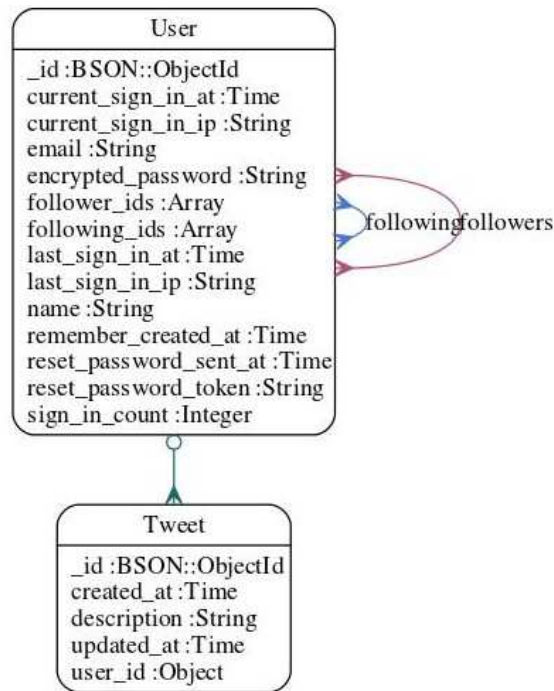 User
_id :BSON::ObjectId
current_sign_in_at :Time
current_sign_in_ip :String
email :String
encrypted_password :String
follower_ids :Array
following_ids :Array
last_sign_in_at :Time
last_sign_in_ip :String
name :String
remember_created_at :Time
reset_password_sent_at :Time
reset_password_token :String
sign_in_count :Integer
following
followers
Tweet
_id :BSON::ObjectId
created_at :Time
description :String
updated_at :Time
user_id :Object